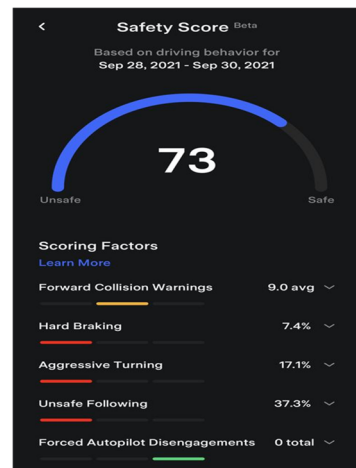 Safety Score Beta
Based on driving behavior for
Sep 28, 2021 - Sep 30, 2021
73
Unsafe Safe
Scoring Factors
Learn More
Forward Collision Warnings 9.0 avg
Hard Braking 7.4%
Aggressive Turning 17.1%
Unsafe Following 37.3%
Forced Autopilot Disengagements 0 total